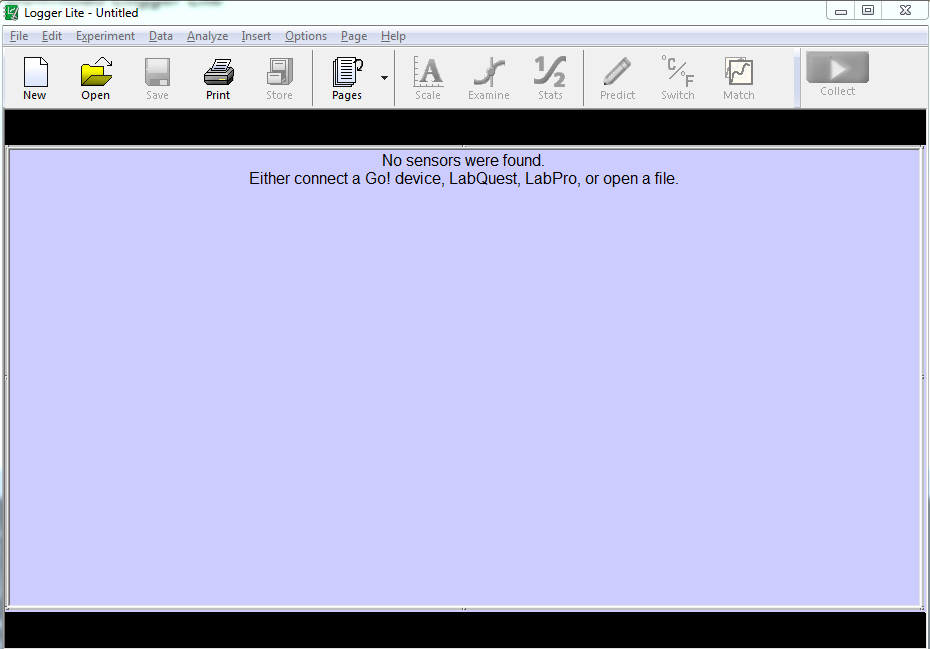 Logger Lite - Untitled
File Edit Experiment Data Analyze Insert Options Page Help
New Open Save Print Store Pages Scale Examine Stats Predict Switch Match Collect
No sensors were found.
Either connect a Go! device, LabQuest, LabPro, or open a file.